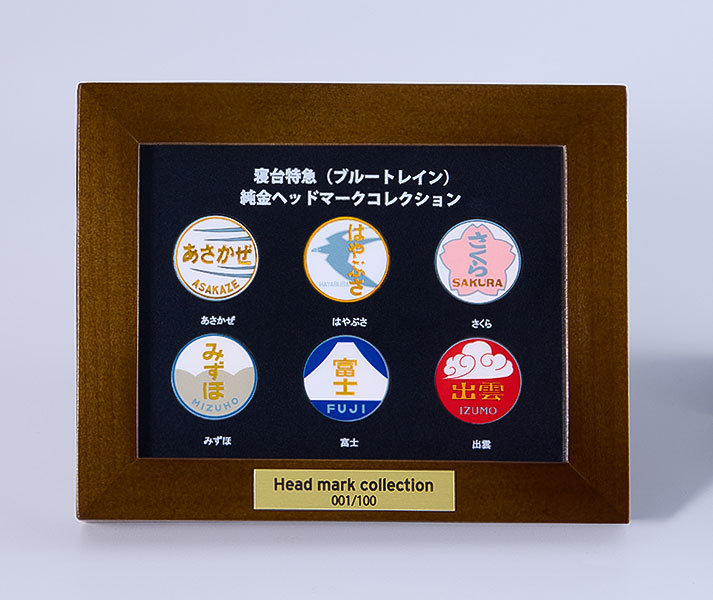 寝台特急（ブルートレイン）
純金ヘッドマークコレクション
あさかぜ
ASAKAZE
はやぶさ
HAYABUSA
さくら
SAKURA
あさかぜ
はやぶさ
さくら
みずほ
MIZUHO
富士
FUJI
出雲
IZUMO
みずほ
富士
出雲
Head mark collection
001/100